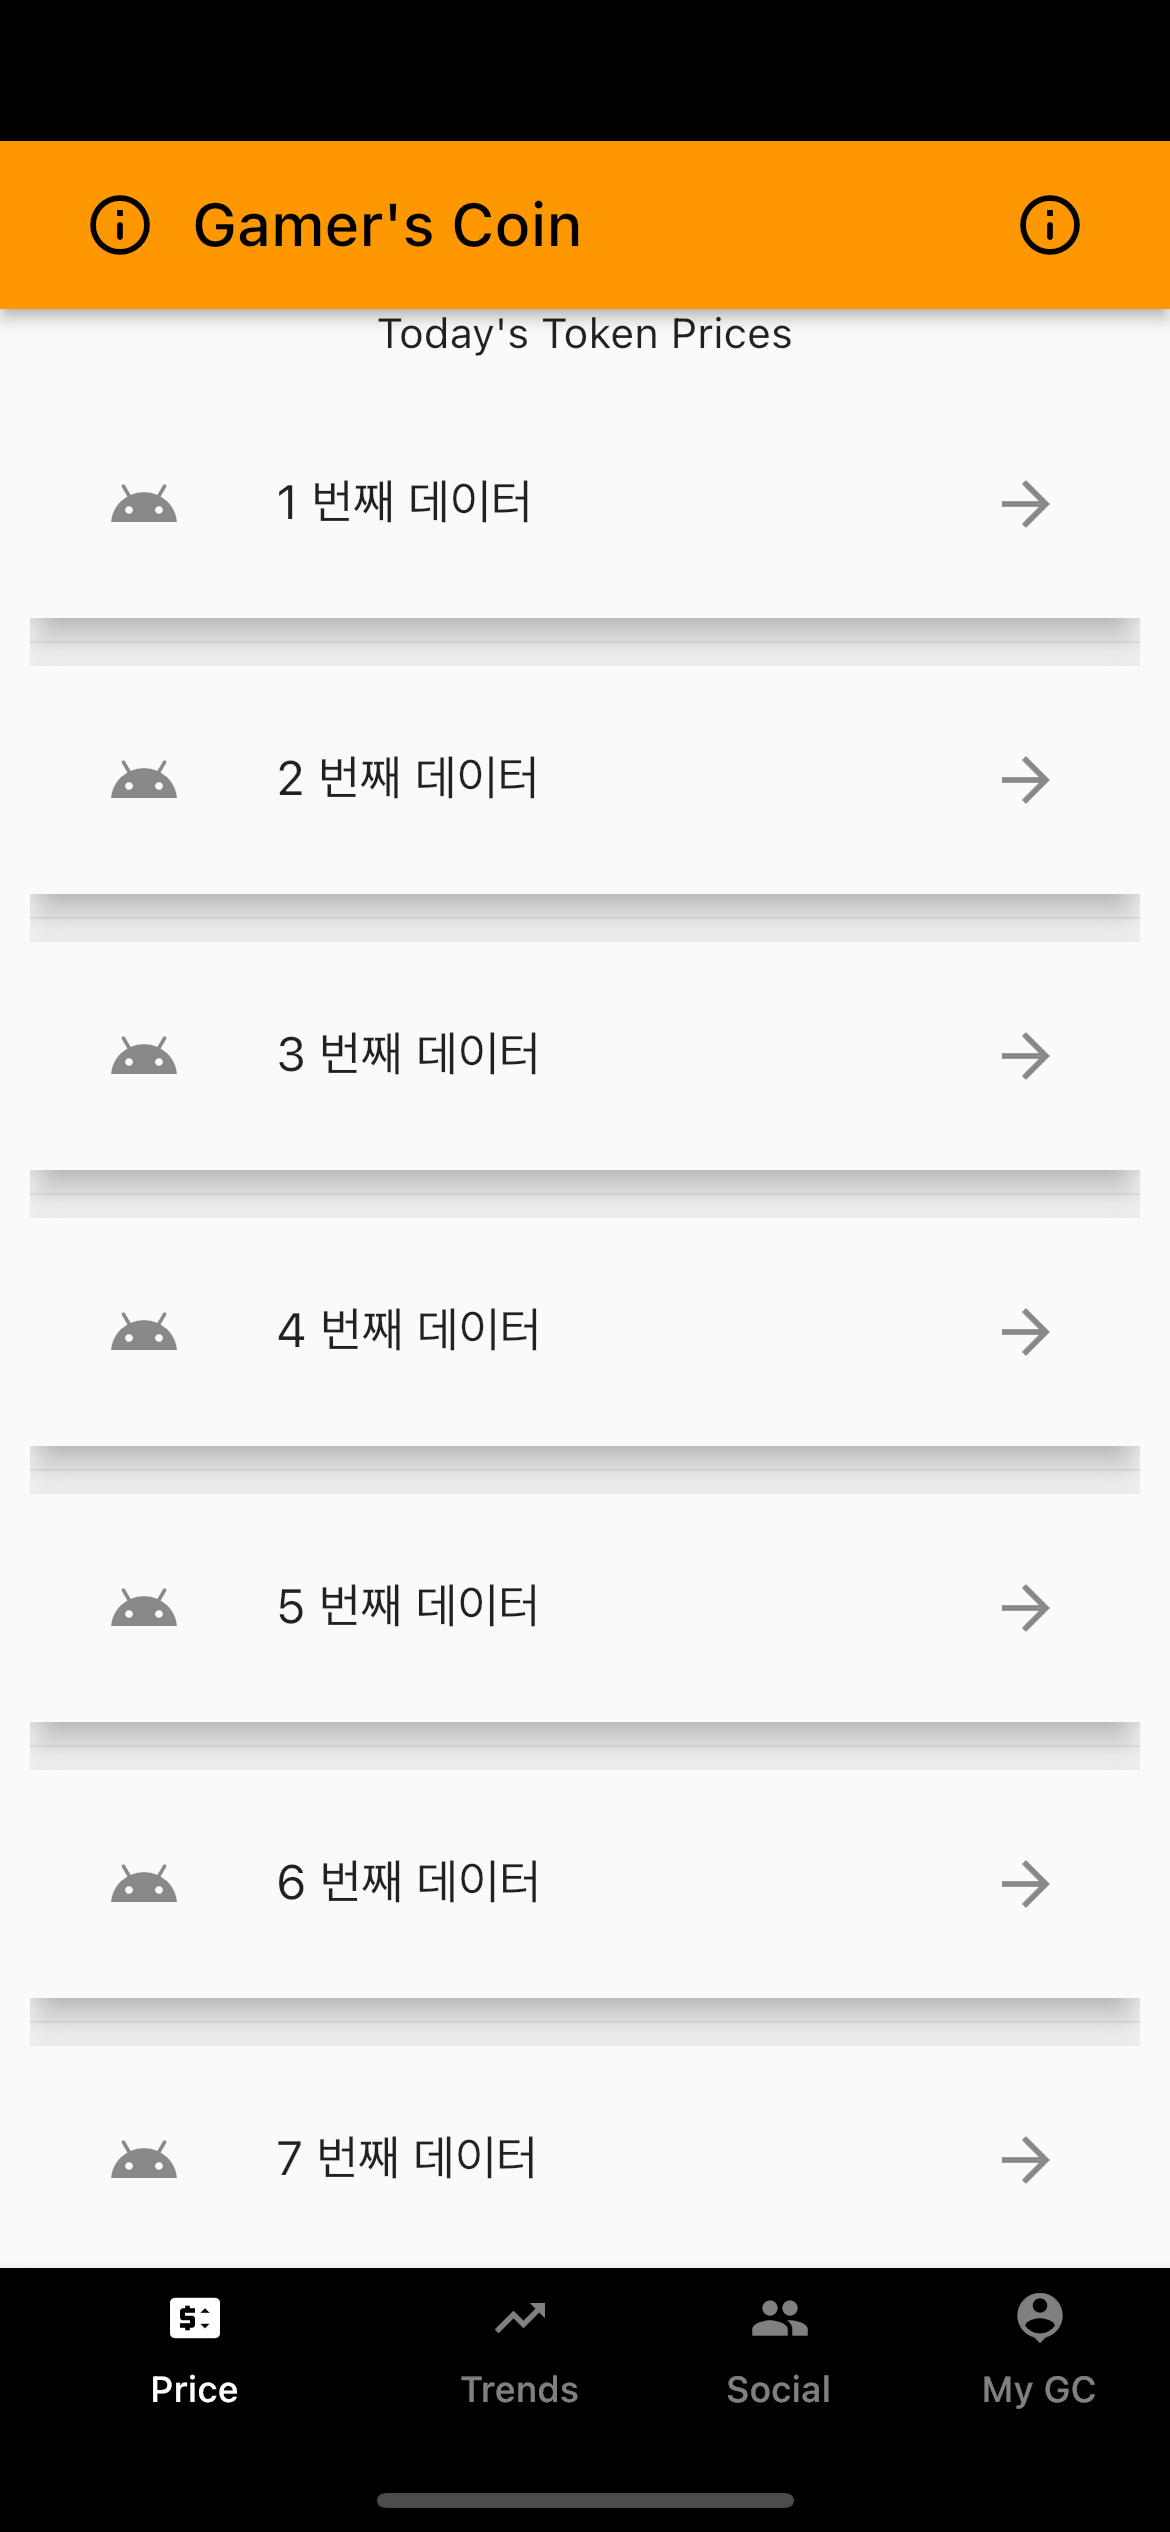 Gamer's Coin
Today's Token Prices
1 번째 데이터
2 번째 데이터
3 번째 데이터
4 번째 데이터
5 번째 데이터
6 번째 데이터
7 번째 데이터
Price Trends Social My GC